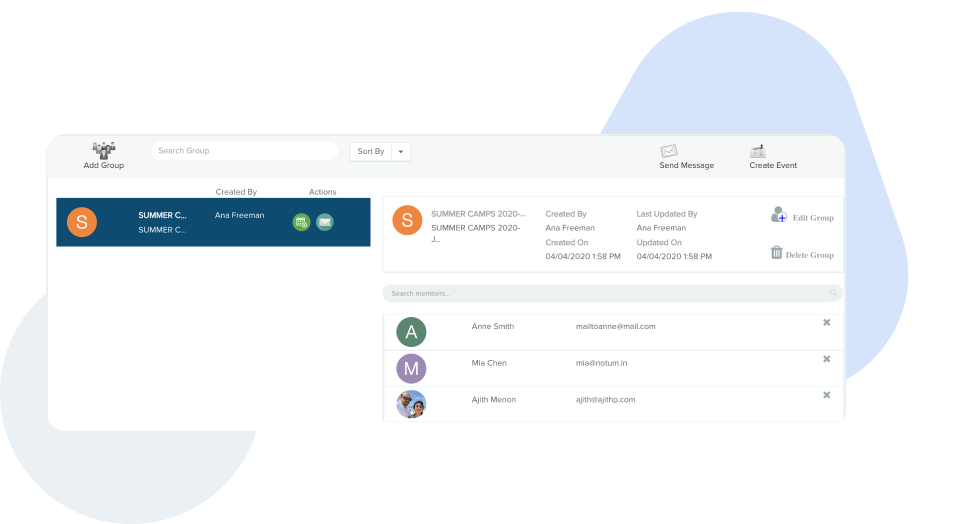 Add Group
Search Group
Sort By
Send Message
Create Event
Created By Actions
S
SUMMER C...
SUMMER C...
Ana Freeman
S
SUMMER CAMPS 2020-...
SUMMER CAMPS 2020-
J...
Created By
Ana Freeman
Created On
04/04/2020 1:58 PM
Last Updated By
Ana Freeman
Updated On
04/04/2020 1:58 PM
Edit Group
Delete Group
Search members...
A Anne Smith mailtoanne@mail.com
M Mia Chen mia@notum.in
Ajith Menon ajith@ajithp.com